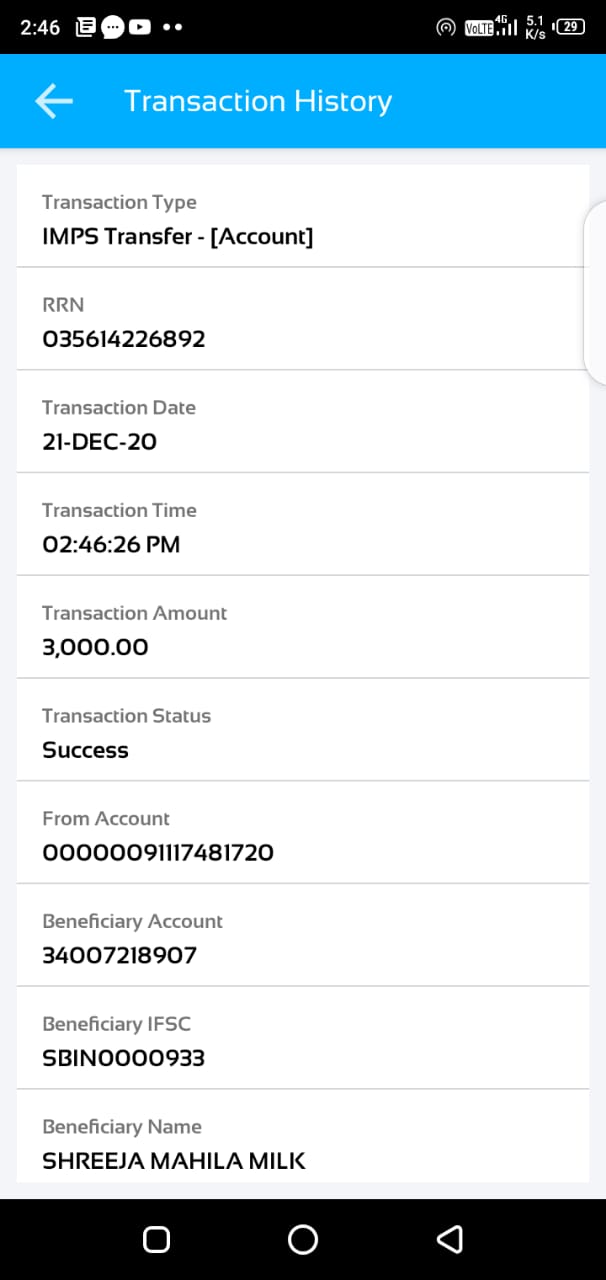 2:46
VoLTE 4G 5.1 K/s 29
Transaction History
Transaction Type
IMPS Transfer - [Account]
RRN
035614226892
Transaction Date
21-DEC-20
Transaction Time
02:46:26 PM
Transaction Amount
3,000.00
Transaction Status
Success
From Account
00000091117481720
Beneficiary Account
34007218907
Beneficiary IFSC
SBIN0000933
Beneficiary Name
SHREEJA MAHILA MILK